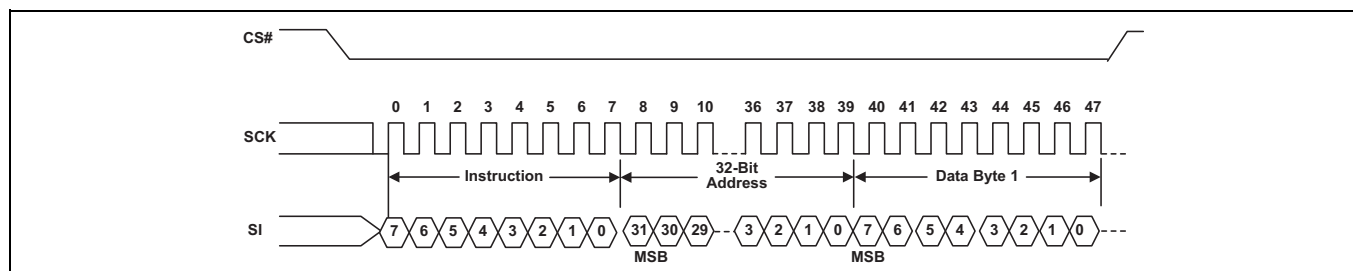 CS#
0 1 2 3 4 5 6 7 8 9 10 36 37 38 39 40 41 42 43 44 45 46 47
SCK
Instruction 32-Bit Address Data Byte 1
SI 7 6 5 4 3 2 1 0 31 30 29 3 2 1 0 7 6 5 4 3 2 1 0
MSB MSB